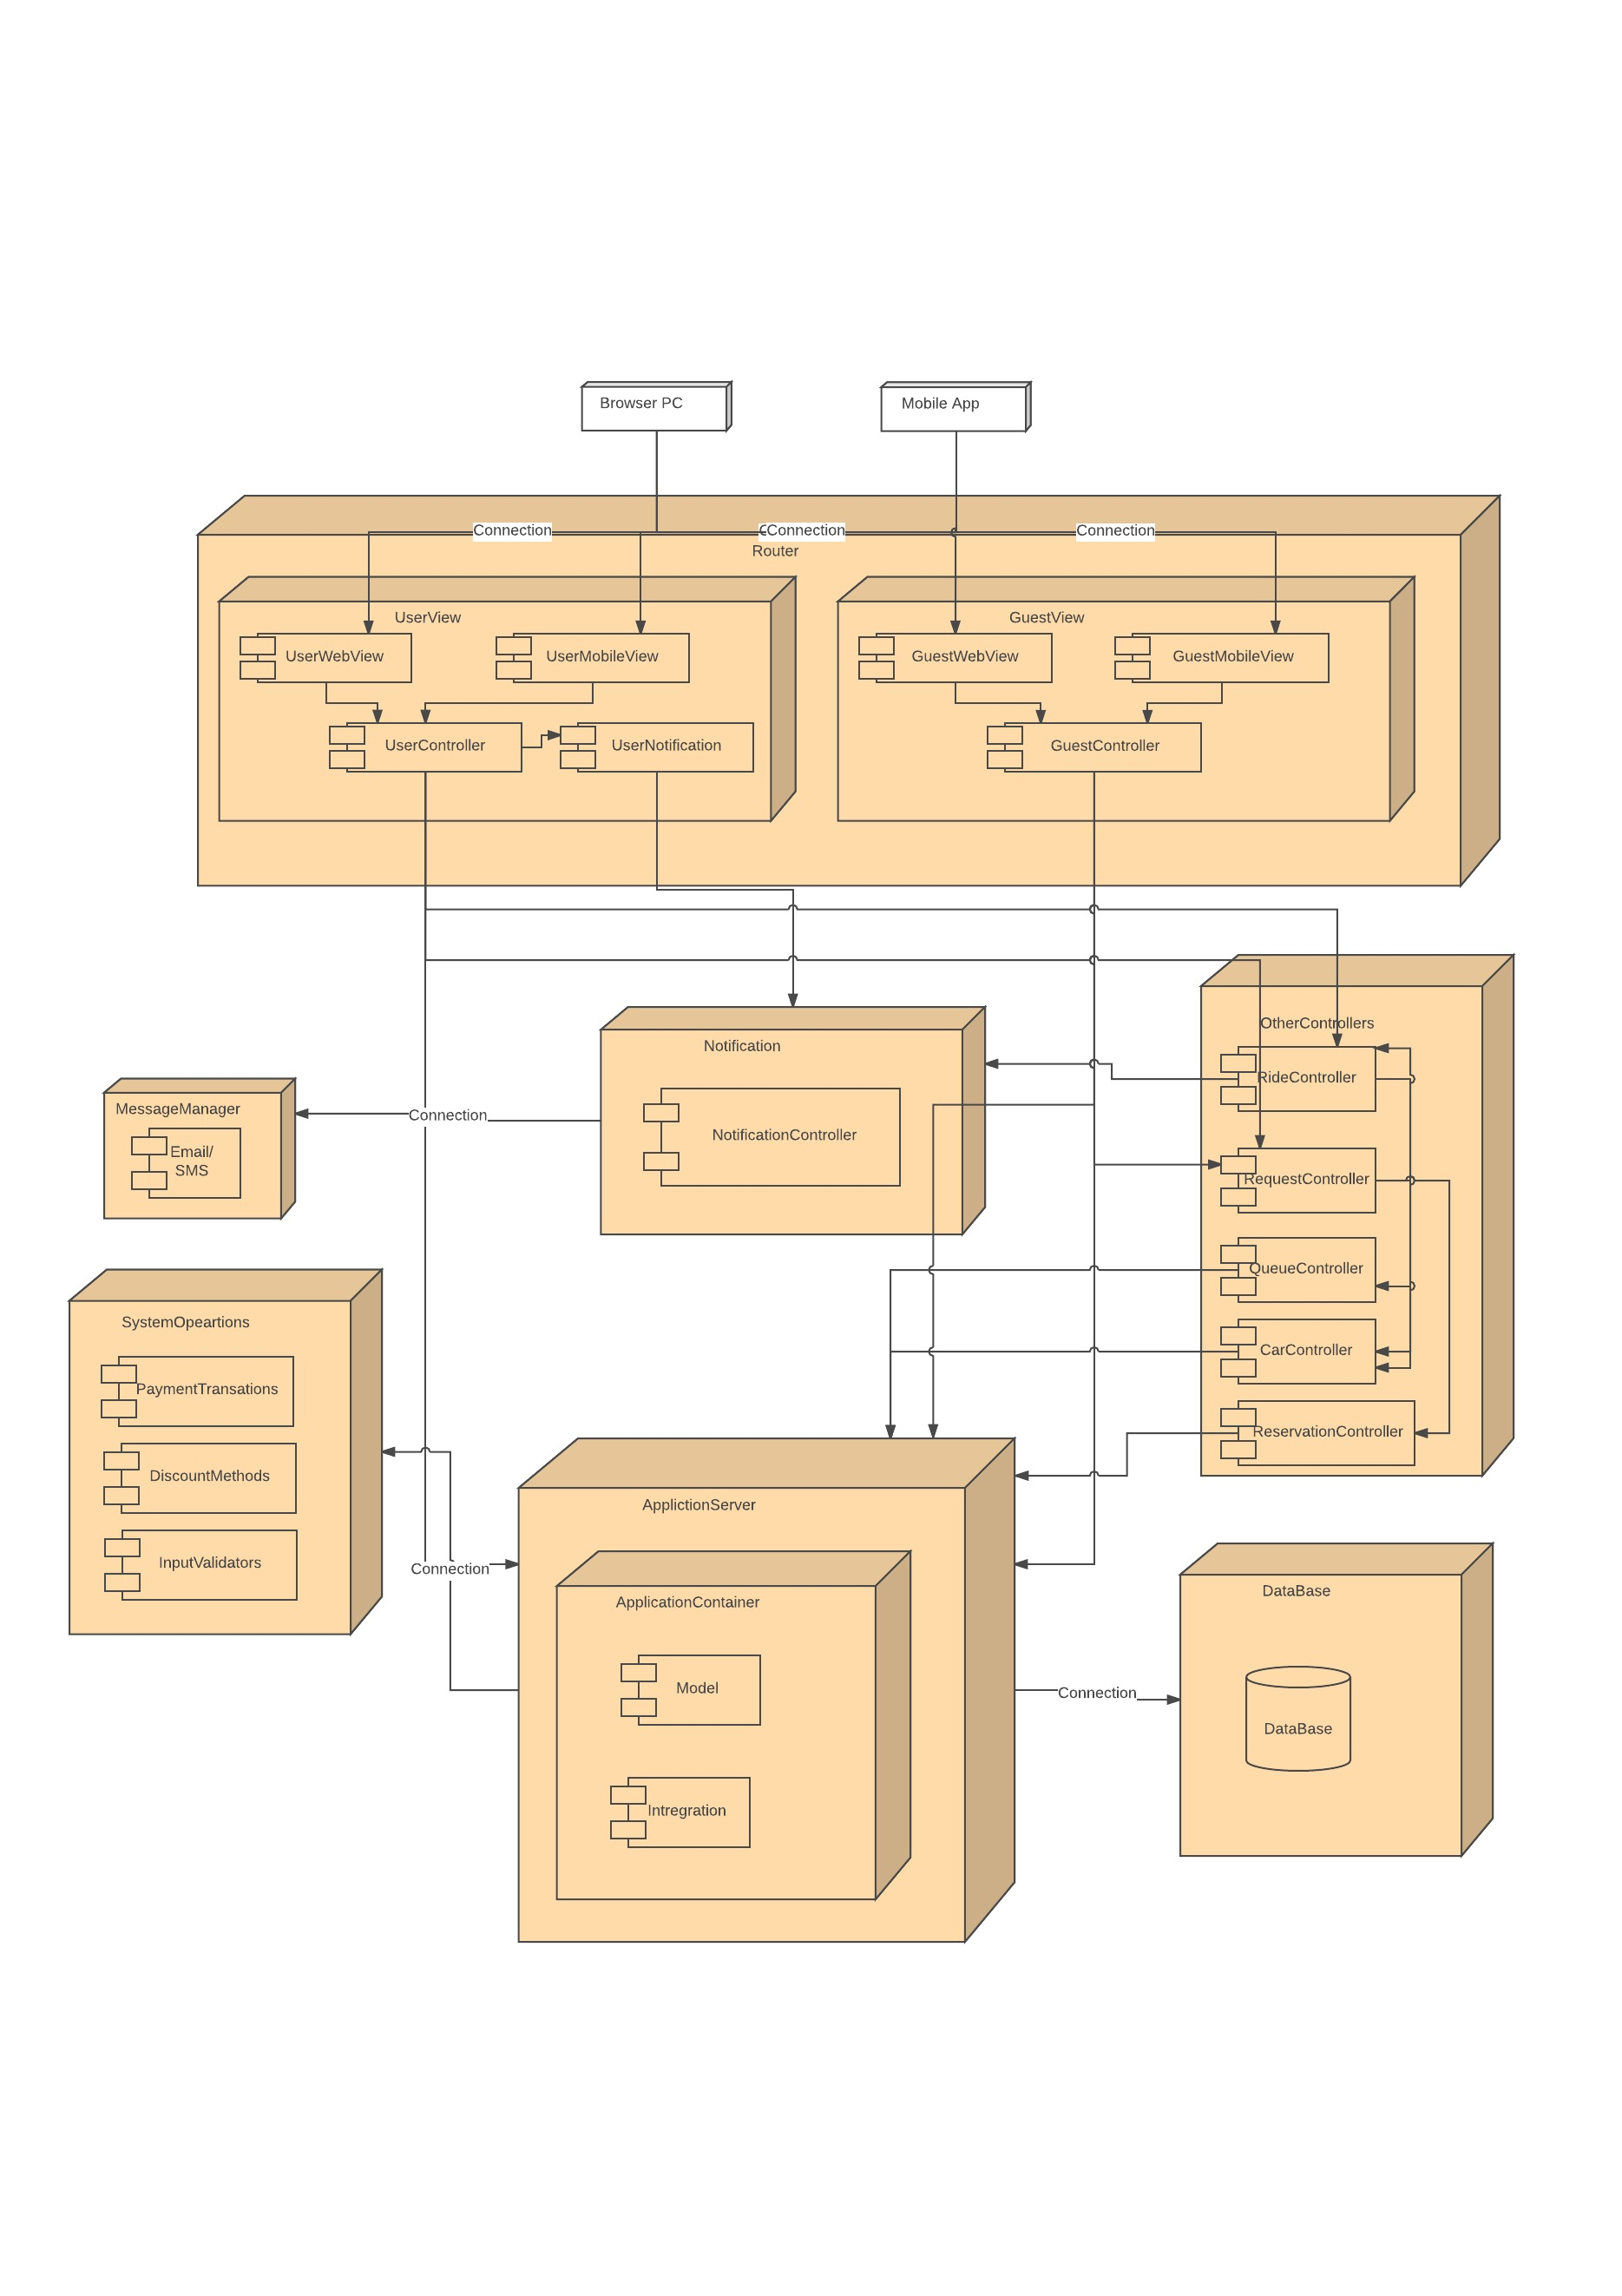 Browser PC
Mobile App
Connection
Connection
Connection
Router
UserView
GuestView
UserWebView
UserMobileView
GuestWebView
GuestMobileView
UserController
UserNotification
GuestController
OtherControllers
Notification
RideController
MessageManager
Connection
NotificationController
Email/
SMS
RequestController
QueueController
SystemOpeartions
CarController
PaymentTransations
ReservationController
DiscountMethods
ApplictionServer
InputValidators
Connection
DataBase
ApplicationContainer
Model
Connection
DataBase
Intregration